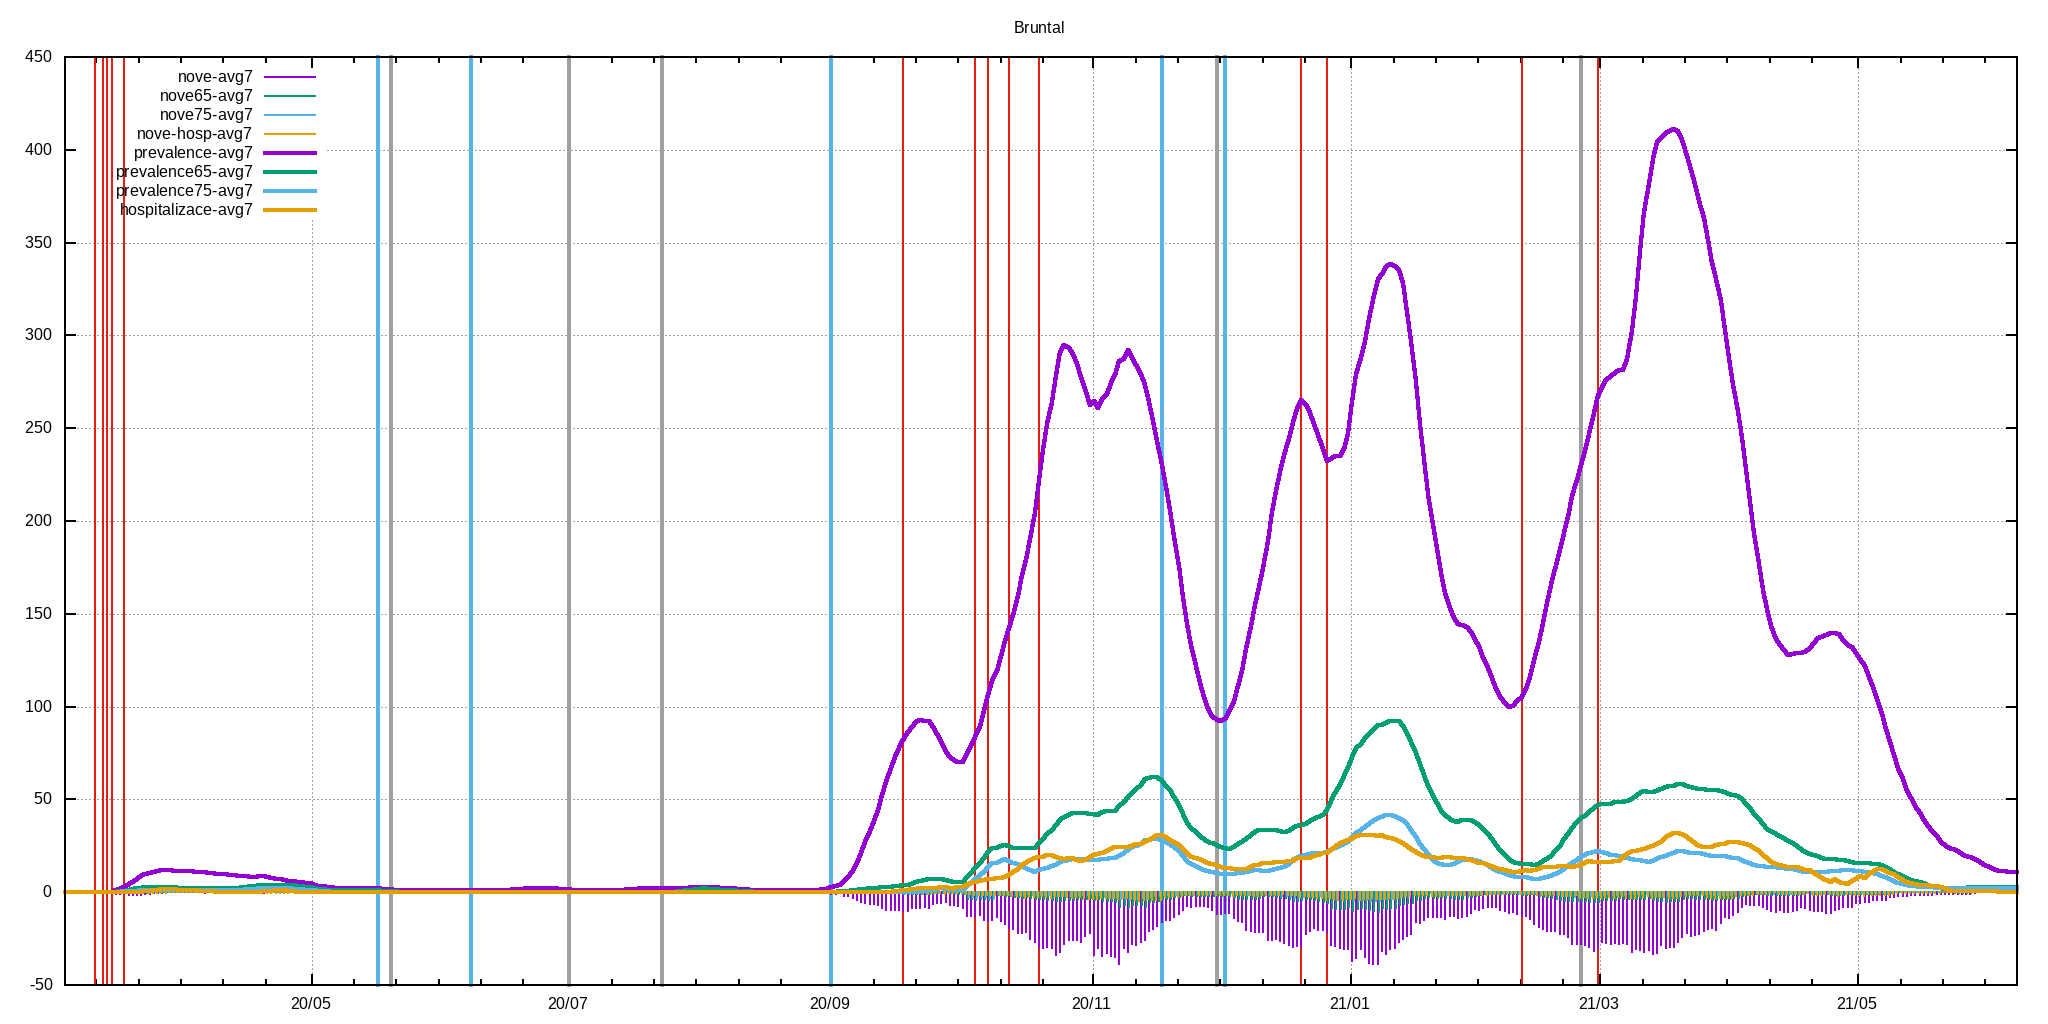 Bruntal
450
400
350
300
250
200
150
100
50
0
-50
nove-avg7
nove65-avg7
nove75-avg7
nove-hosp-avg7
prevalence-avg7
prevalence65-avg7
prevalence75-avg7
hospitalizace-avg7
20/05 20/07 20/09 20/11 21/01 21/03 21/05